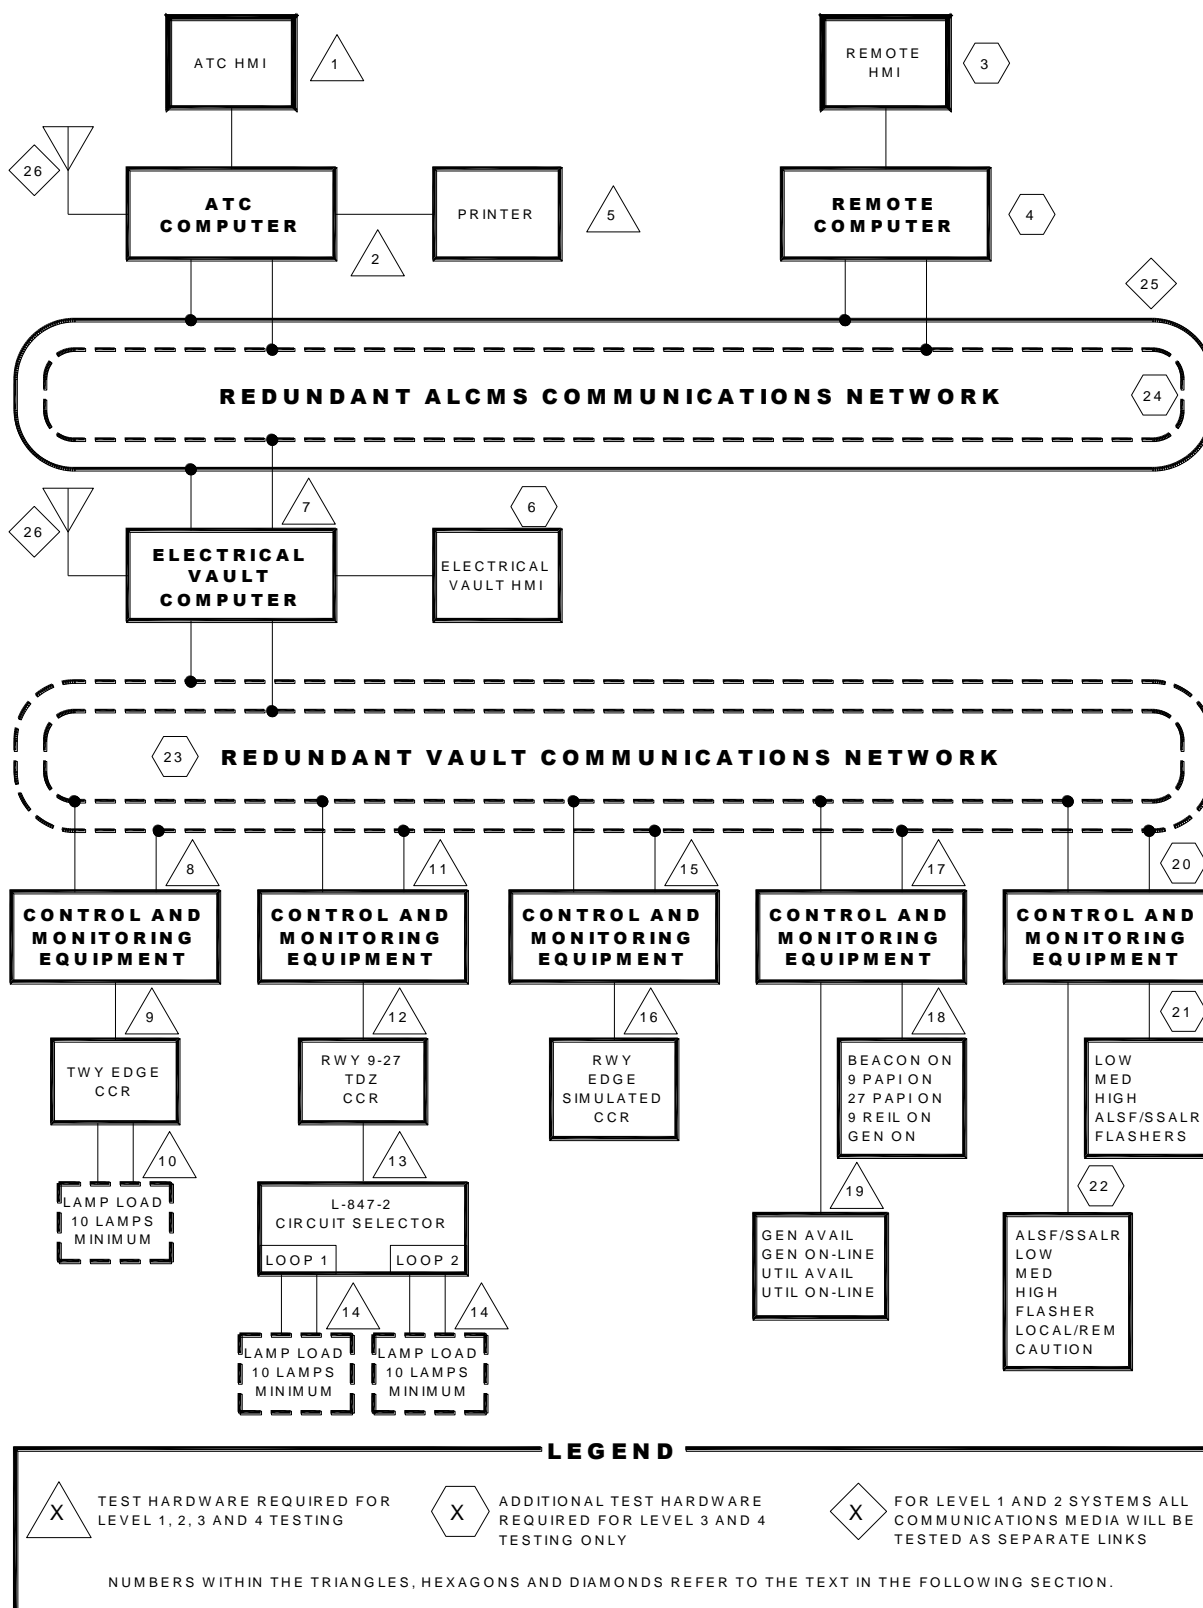 ATC HMI
1
REMOTE
HMI
3
26
ATC
COMPUTER
2
PRINTER
5
REMOTE
COMPUTER
4
25
REDUNDANT ALCMS COMMUNICATIONS NETWORK
24
26
7
6
ELECTRICAL
VAULT
COMPUTER
ELECTRICAL
VAULT HMI
23
REDUNDANT VAULT COMMUNICATIONS NETWORK
8
11
15
17
20
CONTROL AND
MONITORING
EQUIPMENT
CONTROL AND
MONITORING
EQUIPMENT
CONTROL AND
MONITORING
EQUIPMENT
CONTROL AND
MONITORING
EQUIPMENT
CONTROL AND
MONITORING
EQUIPMENT
9
12
16
18
21
TWY EDGE
CCR
RWY 9-27
TDZ
CCR
RWY
EDGE
SIMULATED
CCR
BEACON ON
9 PAPI ON
27 PAPI ON
9 REIL ON
GEN ON
LOW
MED
HIGH
ALSF/SSALR
FLASHERS
10
13
19
22
LAMP LOAD
10 LAMPS
MINIMUM
L-847-2
CIRCUIT SELECTOR
LOOP 1
LOOP 2
GEN AVAIL
GEN ON-LINE
UTIL AVAIL
UTIL ON-LINE
ALSF/SSALR
LOW
MED
HIGH
FLASHER
LOCAL/REM
CAUTION
14
14
LAMP LOAD
10 LAMPS
MINIMUM
LAMP LOAD
10 LAMPS
MINIMUM
LEGEND
X
TEST HARDWARE REQUIRED FOR
LEVEL 1, 2, 3 AND 4 TESTING
X
ADDITIONAL TEST HARDWARE
REQUIRED FOR LEVEL 3 AND 4
TESTING ONLY
X
FOR LEVEL 1 AND 2 SYSTEMS ALL
COMMUNICATIONS MEDIA WILL BE
TESTED AS SEPARATE LINKS
NUMBERS WITHIN THE TRIANGLES, HEXAGONS AND DIAMONDS REFER TO THE TEXT IN THE FOLLOWING SECTION.